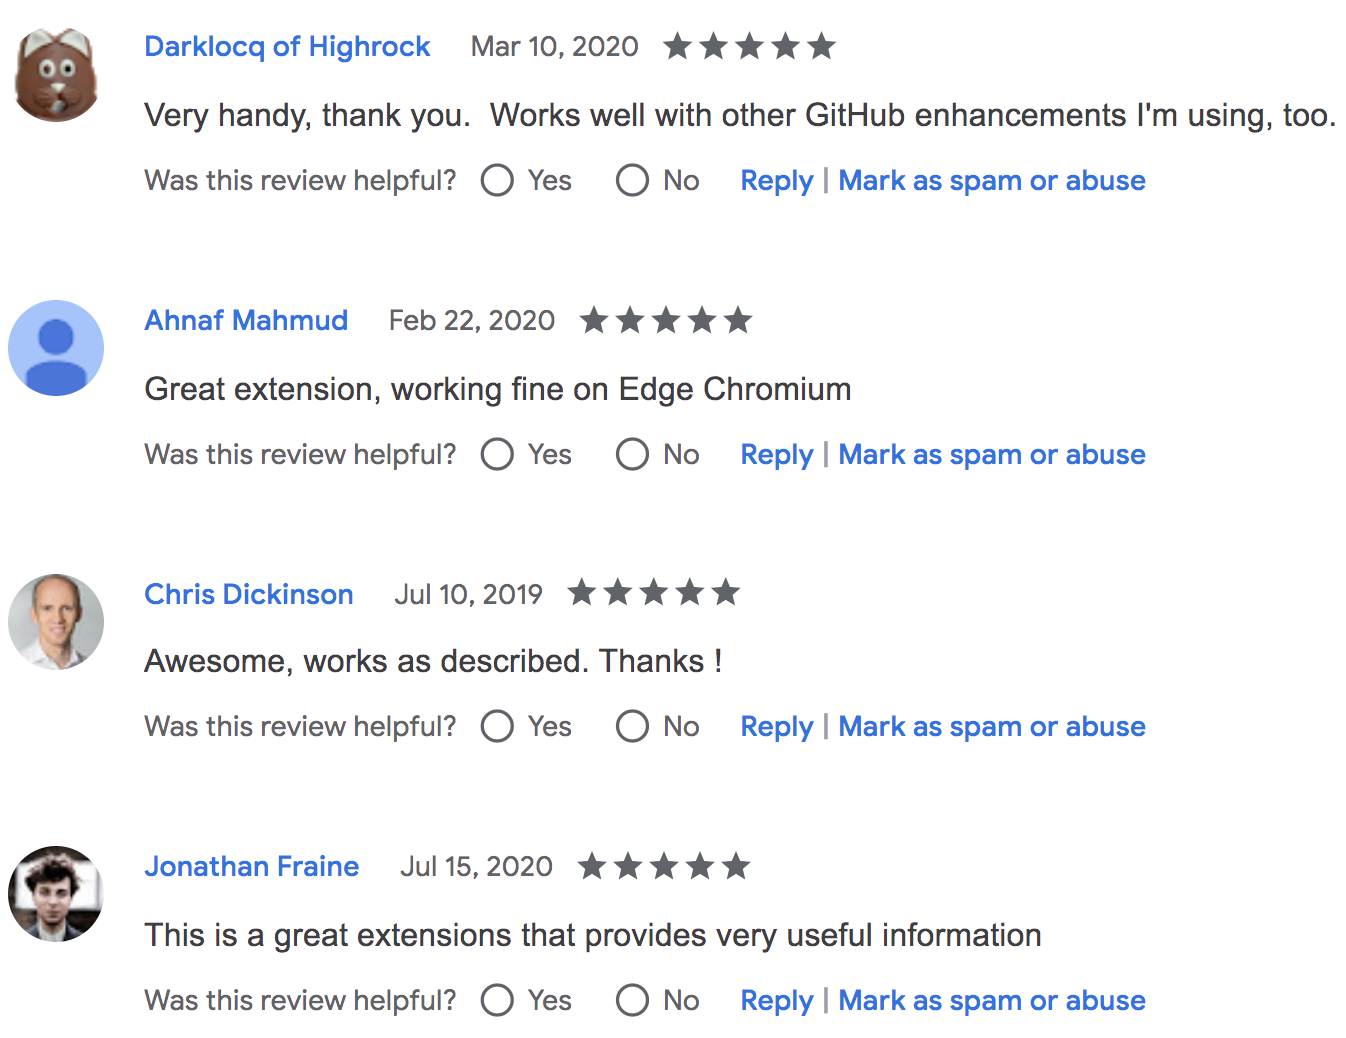 Darklocq of Highrock Mar 10, 2020 ★★★★★
Very handy, thank you.  Works well with other GitHub enhancements I'm using, too.
Was this review helpful? Yes No Reply | Mark as spam or abuse
Ahnaf Mahmud Feb 22, 2020 ★★★★★
Great extension, working fine on Edge Chromium
Was this review helpful? Yes No Reply | Mark as spam or abuse
Chris Dickinson Jul 10, 2019 ★★★★★
Awesome, works as described. Thanks !
Was this review helpful? Yes No Reply | Mark as spam or abuse
Jonathan Fraine Jul 15, 2020 ★★★★★
This is a great extensions that provides very useful information
Was this review helpful? Yes No Reply | Mark as spam or abuse